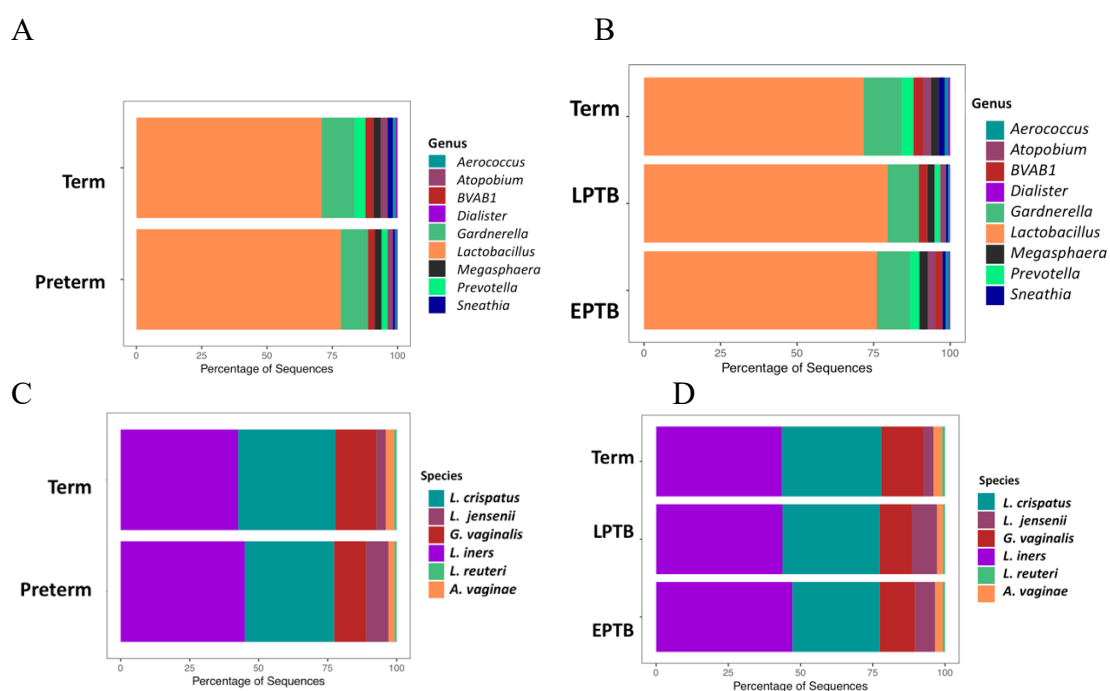 A
Term
Preterm
0 25 50 75 100
Percentage of Sequences
Genus
Aerococcus
Atopobium
BVAB1
Dialister
Gardnerella
Lactobacillus
Megasphaera
Prevotella
Sneathia
B
Term
LPTB
EPTB
0 25 50 75 100
Percentage of Sequences
Genus
Aerococcus
Atopobium
BVAB1
Dialister
Gardnerella
Lactobacillus
Megasphaera
Prevotella
Sneathia
C
Term
Preterm
0 25 50 75 100
Percentage of Sequences
Species
L. crispatus
L. jensenii
G. vaginalis
L. iners
L. reuteri
A. vaginae
D
Term
LPTB
EPTB
0 25 50 75 100
Percentage of Sequences
Species
L. crispatus
L. jensenii
G. vaginalis
L. iners
L. reuteri
A. vaginae